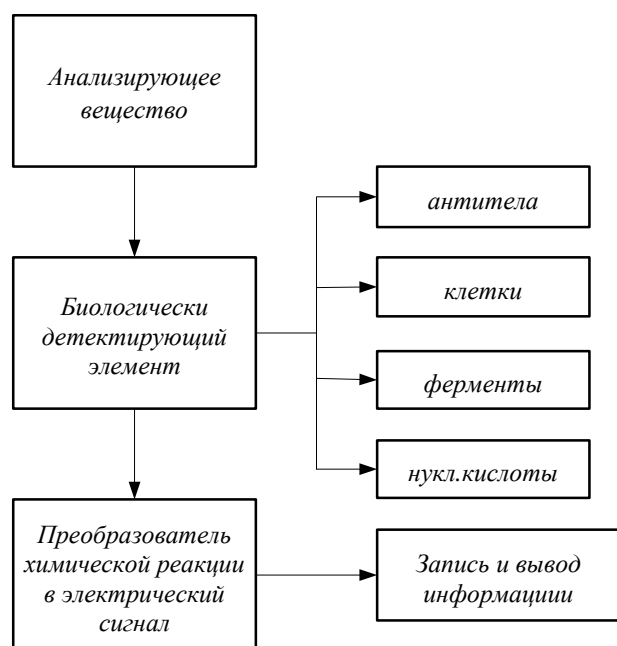 Анализирующее
вещество
антитела
клетки
Биологически
детектирующий
элемент
ферменты
нукл.кислоты
Преобразователь
химической реакции
в электрический
сигнал
Запись и вывод
информациии